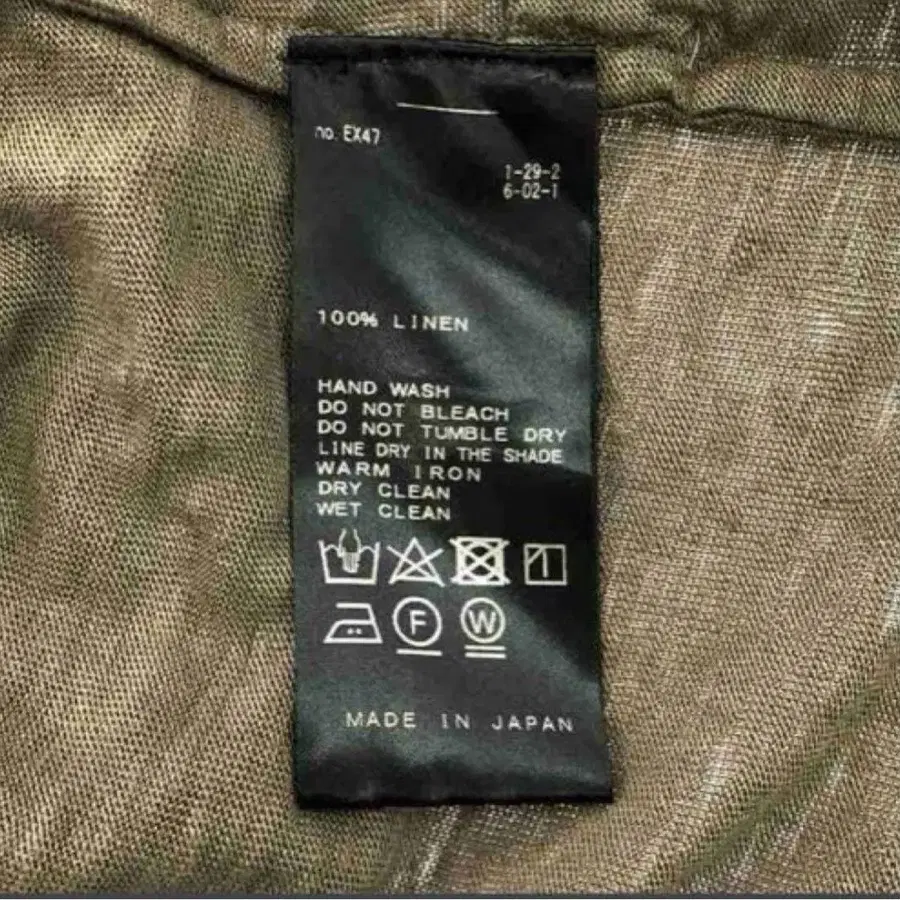 no. EX47
1-29-2
6-02-1
100% LINEN
HAND WASH
DO NOT BLEACH
DO NOT TUMBLE DRY
LINE DRY IN THE SHADE
WARM IRON
DRY CLEAN
WET CLEAN
F W
MADE IN JAPAN